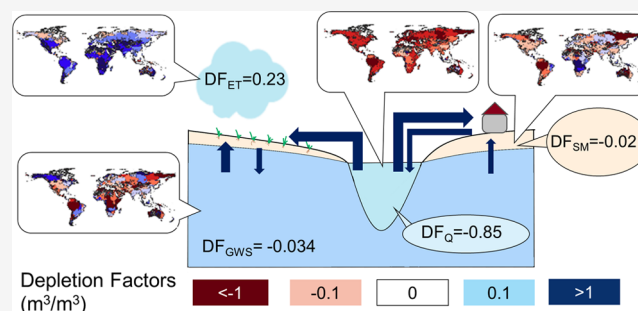 DF_ET=0.23
DF_SM=-0.02
DF_Q=-0.85
DF_GWS= -0.034
Depletion Factors
(m³/m³)
<-1
-0.1
0
0.1
>1